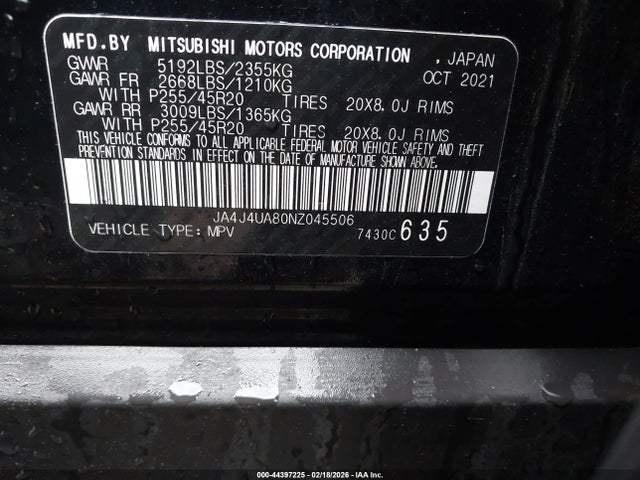 MFD.BY MITSUBISHI MOTORS CORPORATION , JAPAN
GVWR 5192LBS/2355KG OCT 2021
GAWR FR 2668LBS/1210KG
WITH P255/45R20 TIRES 20X8.0J RIMS
GAWR RR 3009LBS/1365KG
WITH P255/45R20 TIRES 20X8.0J RIMS
THIS VEHICLE CONFORMS TO ALL APPLICABLE FEDERAL MOTOR VEHICLE SAFETY AND THEFT
PREVENTION STANDARDS IN EFFECT ON THE DATE OF MANUFACTURE SHOWN ABOVE.
JA4J4UA80NZ045506
VEHICLE TYPE: MPV 7430C 635
000-44397225 - 02/18/2026 - IAA Inc.